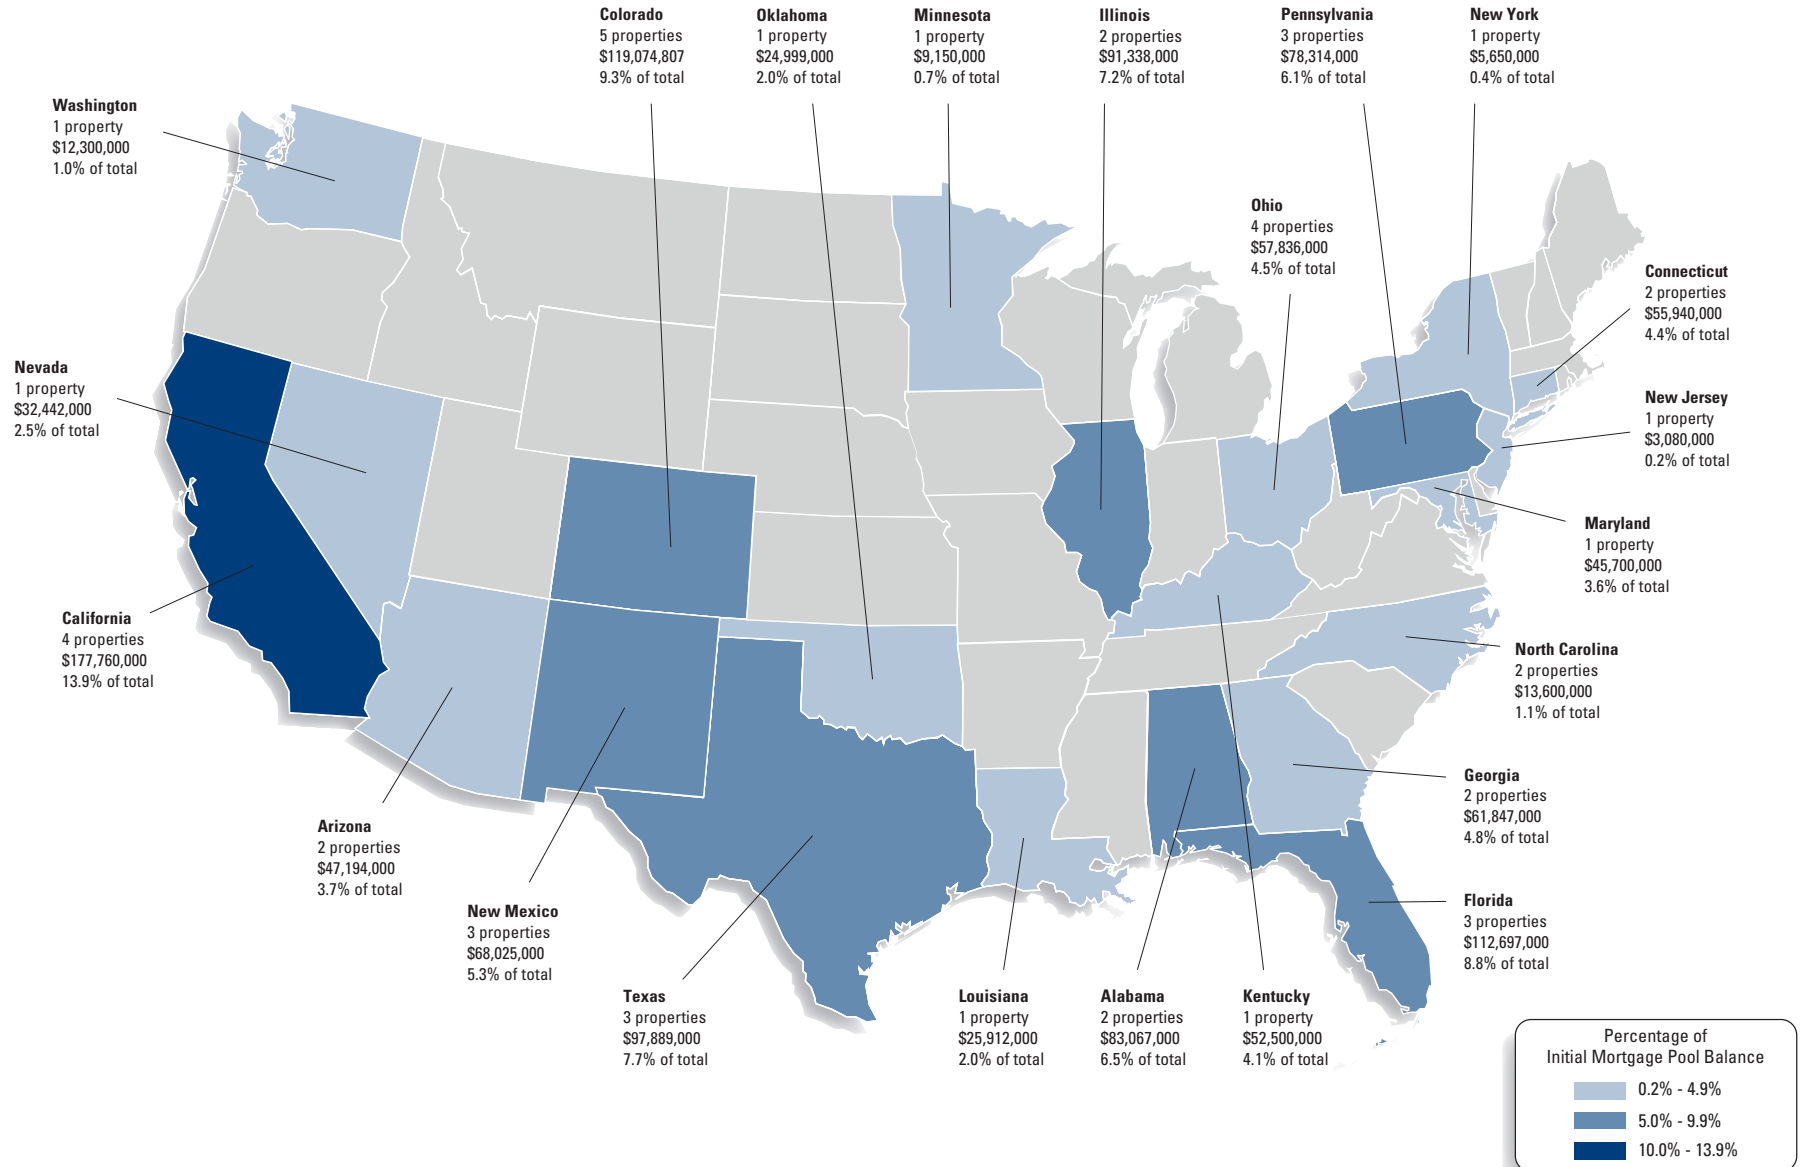 Colorado
5 properties
$119,074,807
9.3% of total
Oklahoma
1 property
$24,999,000
2.0% of total
Minnesota
1 property
$9,150,000
0.7% of total
Illinois
2 properties
$91,338,000
7.2% of total
Pennsylvania
3 properties
$78,314,000
6.1% of total
New York
1 property
$5,650,000
0.4% of total
Washington
1 property
$12,300,000
1.0% of total
Ohio
4 properties
$57,836,000
4.5% of total
Connecticut
2 properties
$55,940,000
4.4% of total
Nevada
1 property
$32,442,000
2.5% of total
New Jersey
1 property
$3,080,000
0.2% of total
Maryland
1 property
$45,700,000
3.6% of total
California
4 properties
$177,760,000
13.9% of total
North Carolina
2 properties
$13,600,000
1.1% of total
Georgia
2 properties
$61,847,000
4.8% of total
Arizona
2 properties
$47,194,000
3.7% of total
New Mexico
3 properties
$68,025,000
5.3% of total
Florida
3 properties
$112,697,000
8.8% of total
Texas
3 properties
$97,889,000
7.7% of total
Louisiana
1 property
$25,912,000
2.0% of total
Alabama
2 properties
$83,067,000
6.5% of total
Kentucky
1 property
$52,500,000
4.1% of total
Percentage of
Initial Mortgage Pool Balance
0.2% - 4.9%
5.0% - 9.9%
10.0% - 13.9%